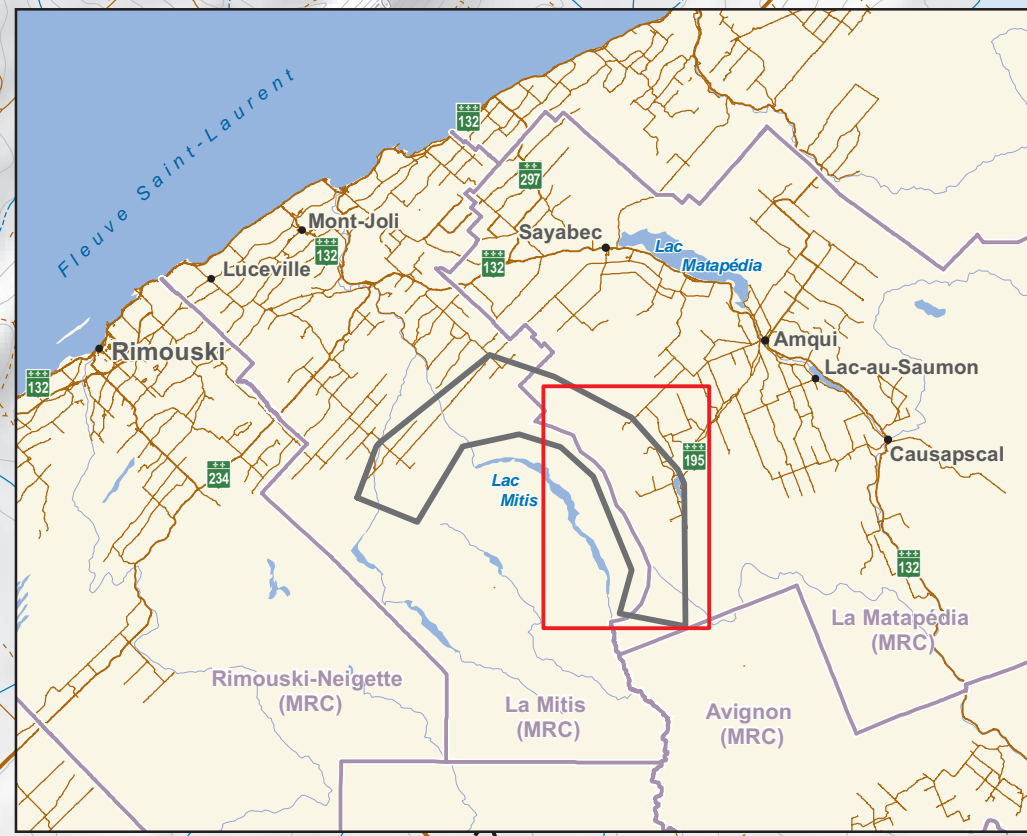 Fleuve Saint-Laurent
132
297
Mont-Joli
Sayabec
132
Lac
Matapédia
132
Luceville
Amqui
Rimouski
Lac-au-Saumon
132
Causapscal
195
234
Lac
Mitis
132
La Matapédia
(MRC)
Rimouski-Neigette
(MRC)
La Mitis
(MRC)
Avignon
(MRC)